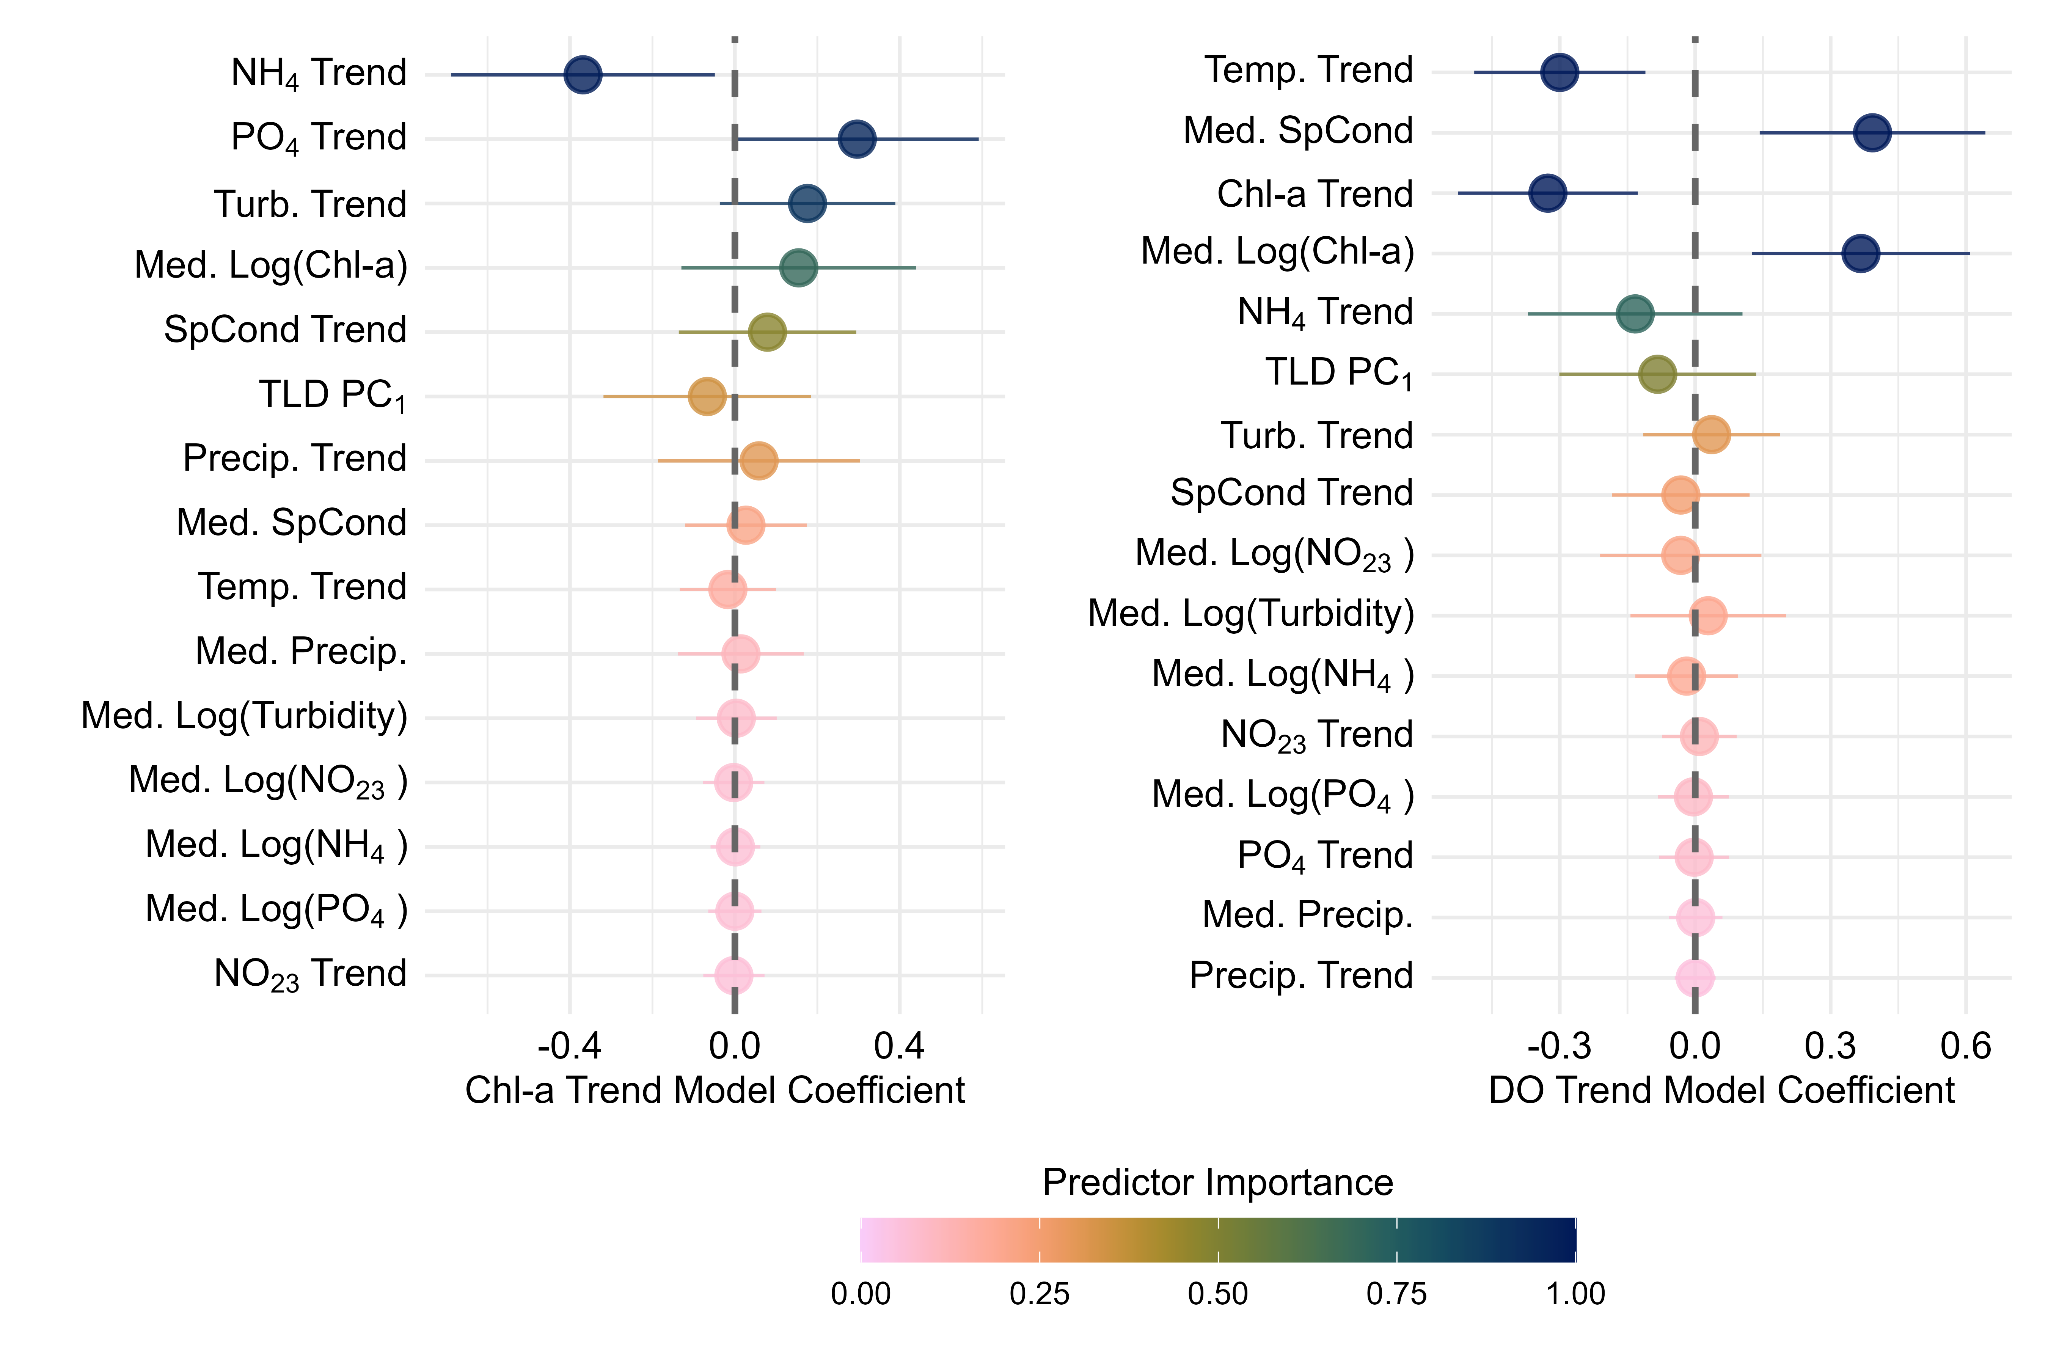 NH₄ Trend
PO₄ Trend
Turb. Trend
Med. Log(Chl-a)
SpCond Trend
TLD PC₁
Precip. Trend
Med. SpCond
Temp. Trend
Med. Precip.
Med. Log(Turbidity)
Med. Log(NO₂₃ )
Med. Log(NH₄ )
Med. Log(PO₄ )
NO₂₃ Trend
-0.4 0.0 0.4
Chl-a Trend Model Coefficient
Temp. Trend
Med. SpCond
Chl-a Trend
Med. Log(Chl-a)
NH₄ Trend
TLD PC₁
Turb. Trend
SpCond Trend
Med. Log(NO₂₃ )
Med. Log(Turbidity)
Med. Log(NH₄ )
NO₂₃ Trend
Med. Log(PO₄ )
PO₄ Trend
Med. Precip.
Precip. Trend
-0.3 0.0 0.3 0.6
DO Trend Model Coefficient
Predictor Importance
0.00 0.25 0.50 0.75 1.00